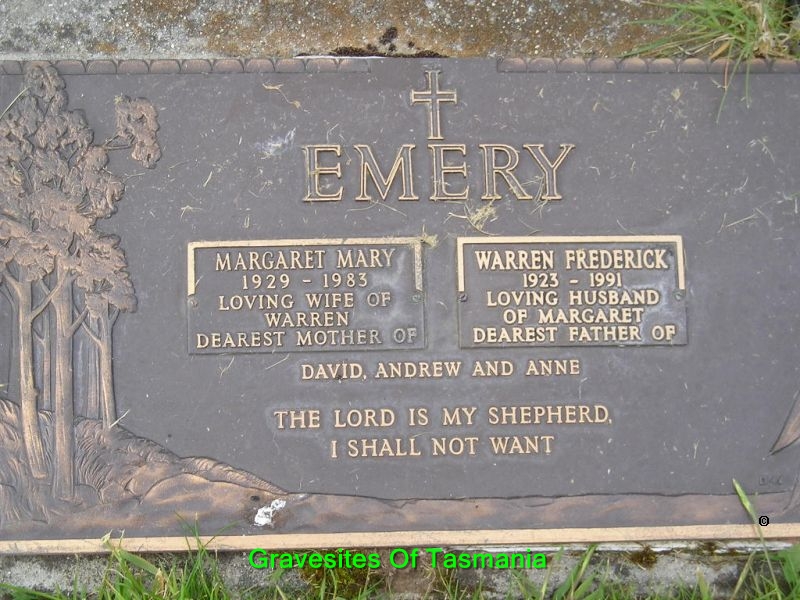 EMERY
MARGARET MARY
1929 - 1983
LOVING WIFE OF
WARREN
DEAREST MOTHER OF
WARREN FREDERICK
1923 - 1991
LOVING HUSBAND
OF MARGARET
DEAREST FATHER OF
DAVID, ANDREW AND ANNE
THE LORD IS MY SHEPHERD,
I SHALL NOT WANT
©
Gravesites Of Tasmania